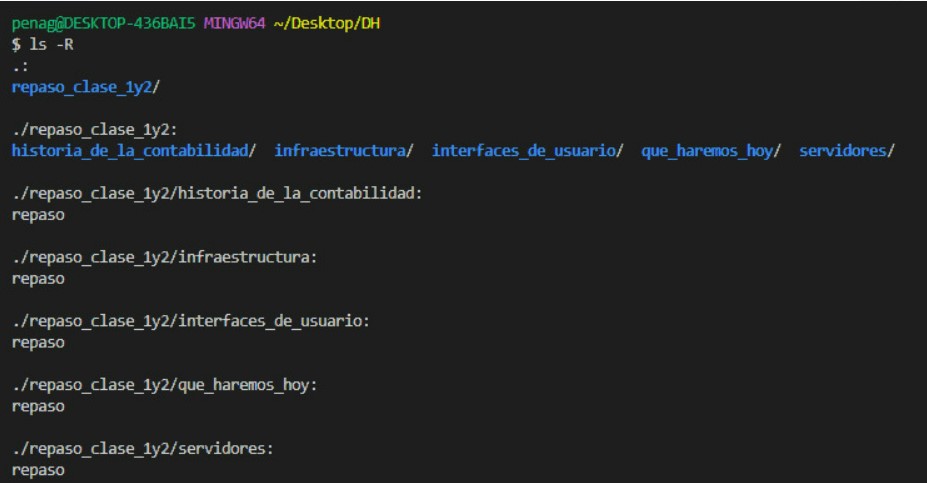 penag@DESKTOP-436BAI5 MINGW64 ~/Desktop/DH
$ ls -R
.:
repaso_clase_1y2/
./repaso_clase_1y2:
historia_de_la_contabilidad/  infraestructura/  interfaces_de_usuario/  que_haremos_hoy/  servidores/
./repaso_clase_1y2/historia_de_la_contabilidad:
repaso
./repaso_clase_1y2/infraestructura:
repaso
./repaso_clase_1y2/interfaces_de_usuario:
repaso
./repaso_clase_1y2/que_haremos_hoy:
repaso
./repaso_clase_1y2/servidores:
repaso